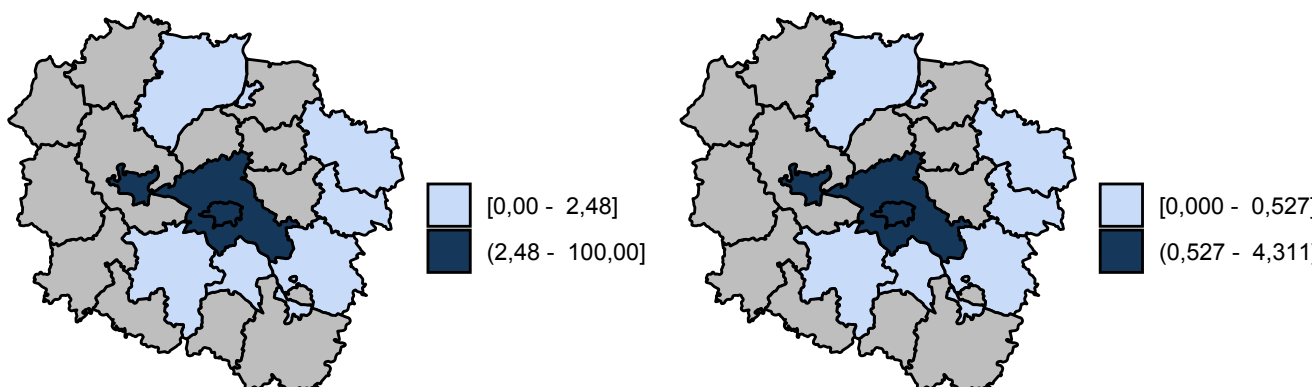 [0,00 - 2,48]
(2,48 - 100,00]
[0,000 - 0,527]
(0,527 - 4,311]